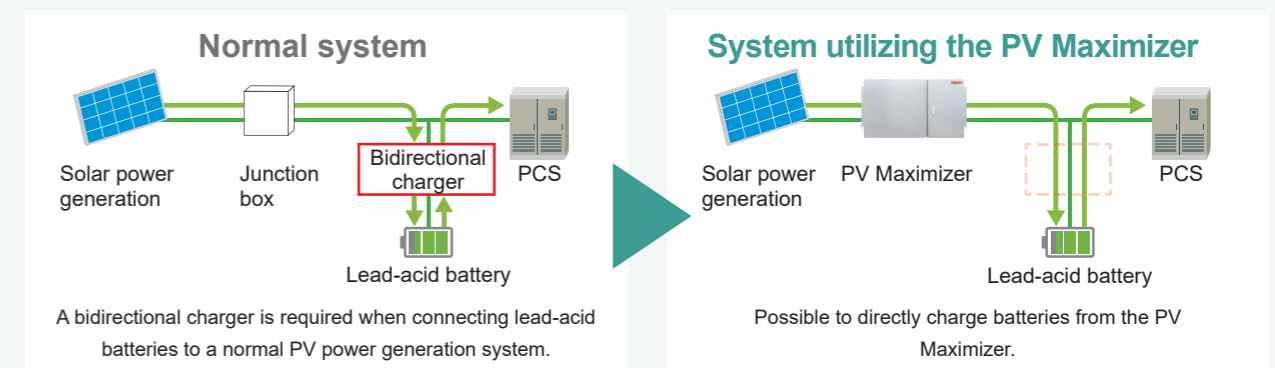 Normal system
Solar power
generation
Junction
box
Bidirectional
charger
PCS
Lead-acid battery
A bidirectional charger is required when connecting lead-acid
batteries to a normal PV power generation system.
System utilizing the PV Maximizer
Solar power
generation
PV Maximizer
PCS
Lead-acid battery
Possible to directly charge batteries from the PV
Maximizer.